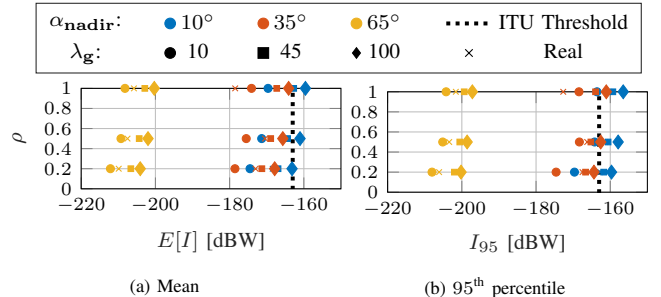 α_nadir: 10° 35° 65° ITU Threshold
λ_g: 10 45 100 Real
1
0.8
0.6
0.4
0.2
0
ρ
−220 −200 −180 −160
E[I] [dBW]
(a) Mean
1
0.8
0.6
0.4
0.2
0
−220 −200 −180 −160
I_95 [dBW]
(b) 95th percentile